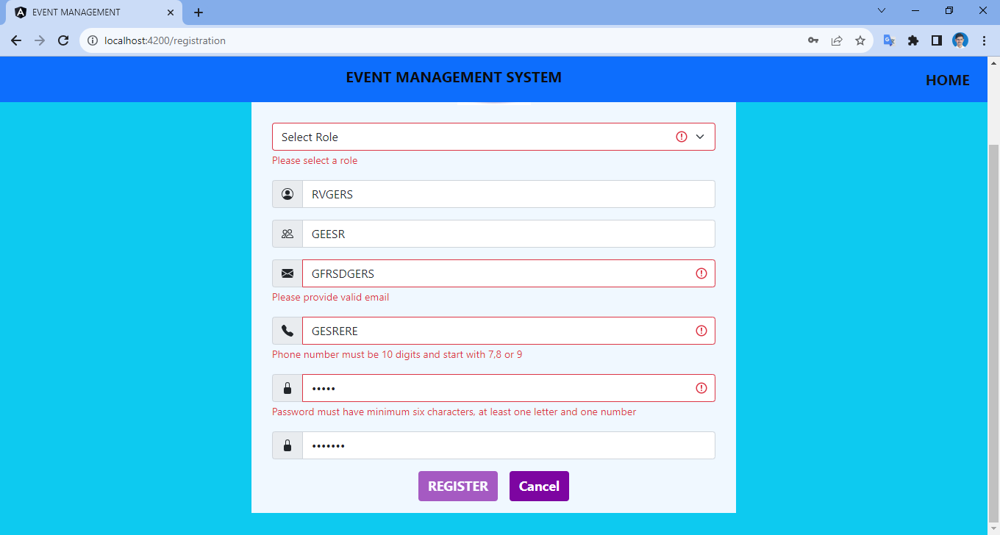 EVENT MANAGEMENT
localhost:4200/registration
EVENT MANAGEMENT SYSTEM
HOME
Select Role
Please select a role
RVGERS
GEESR
GFRSDGERS
Please provide valid email
GESRERE
Phone number must be 10 digits and start with 7,8 or 9
•••••
Password must have minimum six characters, at least one letter and one number
•••••••
REGISTER Cancel